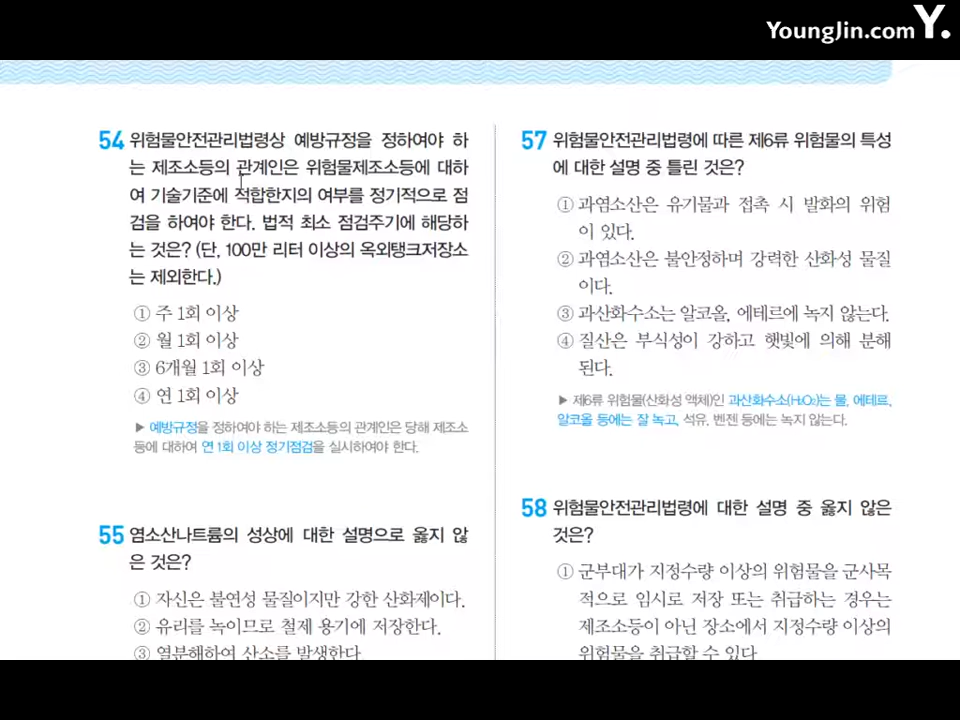 YoungJin.com Y.
54 위험물안전관리법령상 예방규정을 정하여야 하
는 제조소등의 관계인은 위험물제조소등에 대하
여 기술기준에 적합한지의 여부를 정기적으로 점
검을 하여야 한다. 법적 최소 점검주기에 해당하
는 것은? (단, 100만 리터 이상의 옥외탱크저장소
는 제외한다.)
① 주 1회 이상
② 월 1회 이상
③ 6개월 1회 이상
④ 연 1회 이상
▶ 예방규정을 정하여야 하는 제조소등의 관계인은 당해 제조소
등에 대하여 연 1회 이상 정기점검을 실시하여야 한다.
55 염소산나트륨의 성상에 대한 설명으로 옳지 않
은 것은?
① 자신은 불연성 물질이지만 강한 산화제이다.
② 유리를 녹이므로 철제 용기에 저장한다.
③ 열분해하여 산소를 발생한다
57 위험물안전관리법령에 따른 제6류 위험물의 특성
에 대한 설명 중 틀린 것은?
① 과염소산은 유기물과 접촉 시 발화의 위험
이 있다.
② 과염소산은 불안정하며 강력한 산화성 물질
이다.
③ 과산화수소는 알코올, 에테르에 녹지 않는다.
④ 질산은 부식성이 강하고 햇빛에 의해 분해
된다.
▶ 제6류 위험물(산화성 액체)인 과산화수소(H₂O₂)는 물, 에테르,
알코올 등에는 잘 녹고, 석유, 벤젠 등에는 녹지 않는다.
58 위험물안전관리법령에 대한 설명 중 옳지 않은
것은?
① 군부대가 지정수량 이상의 위험물을 군사목
적으로 임시로 저장 또는 취급하는 경우는
제조소등이 아닌 장소에서 지정수량 이상의
위험물을 취급할 수 있다